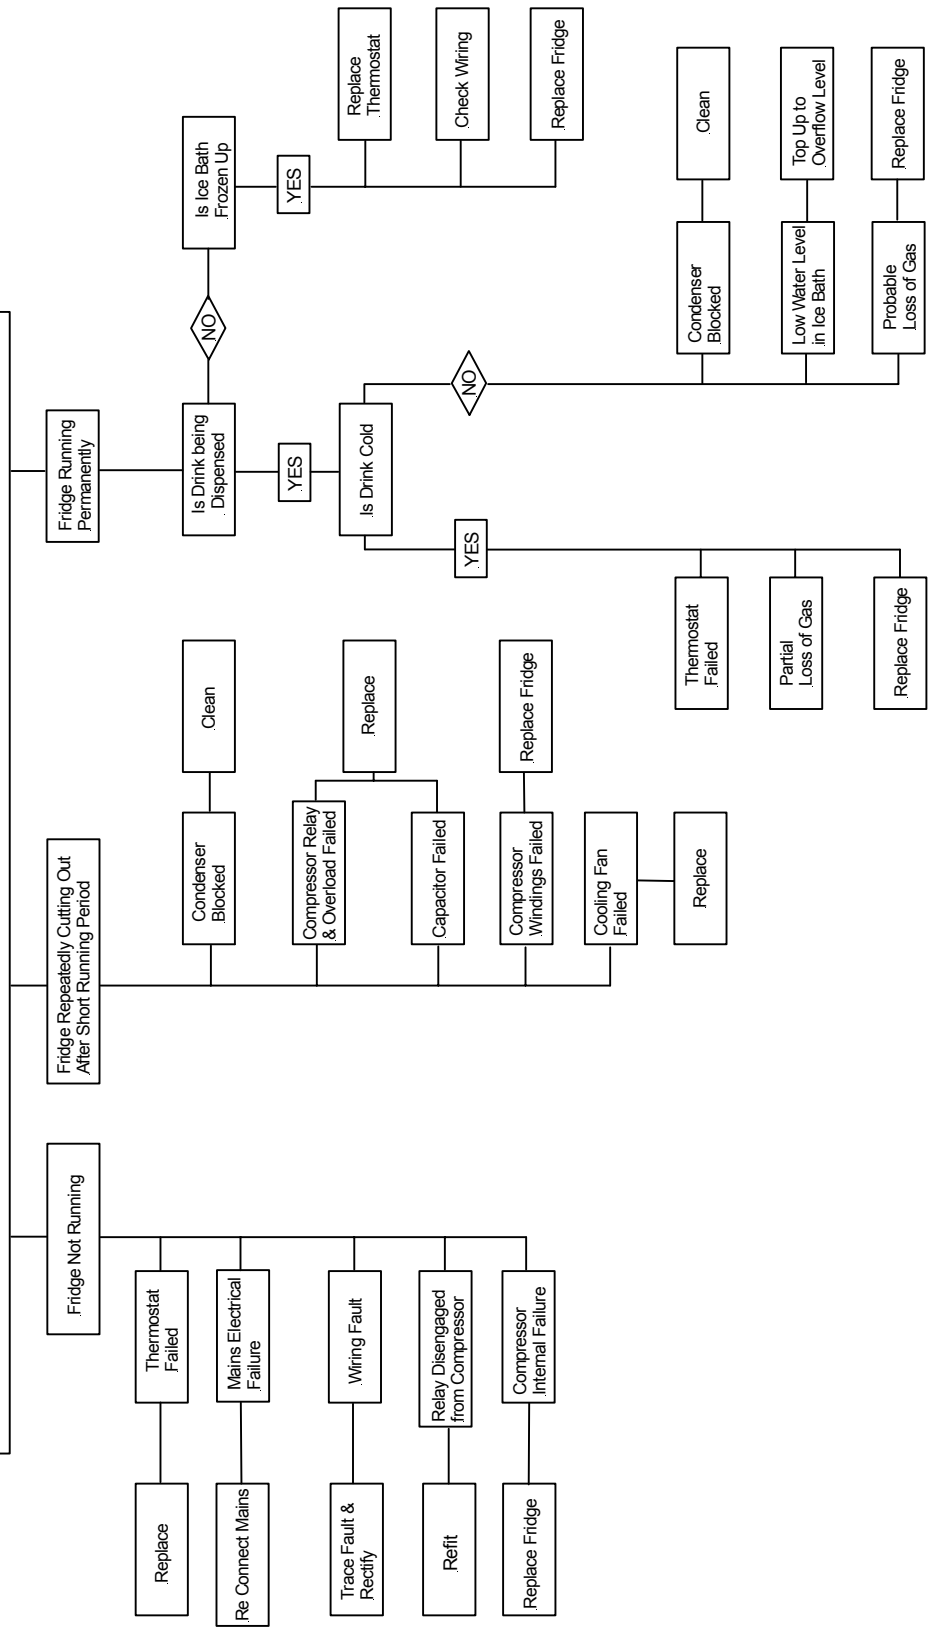 Fridge Not Running
Thermostat
Failed
Replace
Mains Electrical
Failure
Re Connect Mains
Wiring Fault
Trace Fault &
Rectify
Relay Disengaged
from Compressor
Refit
Compressor
Internal Failure
Replace Fridge
Fridge Repeatedly Cutting Out
After Short Running Period
Condenser
Blocked
Clean
Compressor Relay
& Overload Failed
Capacitor Failed
Replace
Compressor
Windings Failed
Replace Fridge
Cooling Fan
Failed
Replace
Fridge Running
Permanently
Is Drink being
Dispensed
NO
Is Ice Bath
Frozen Up
YES
Replace
Thermostat
Check Wiring
Replace Fridge
YES
Is Drink Cold
YES
Thermostat
Failed
Partial
Loss of Gas
Replace Fridge
NO
Condenser
Blocked
Clean
Low Water Level
in Ice Bath
Top Up to
Overflow Level
Probable
Loss of Gas
Replace Fridge